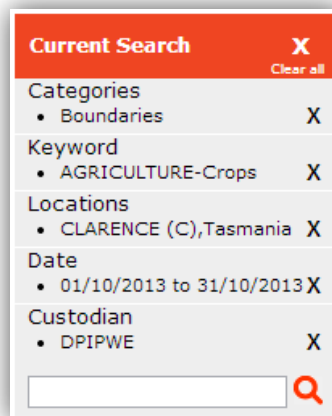 Current Search X
Clear all
Categories
• Boundaries X
Keyword
• AGRICULTURE-Crops X
Locations
• CLARENCE (C),Tasmania X
Date
• 01/10/2013 to 31/10/2013 X
Custodian
• DPIPWE X